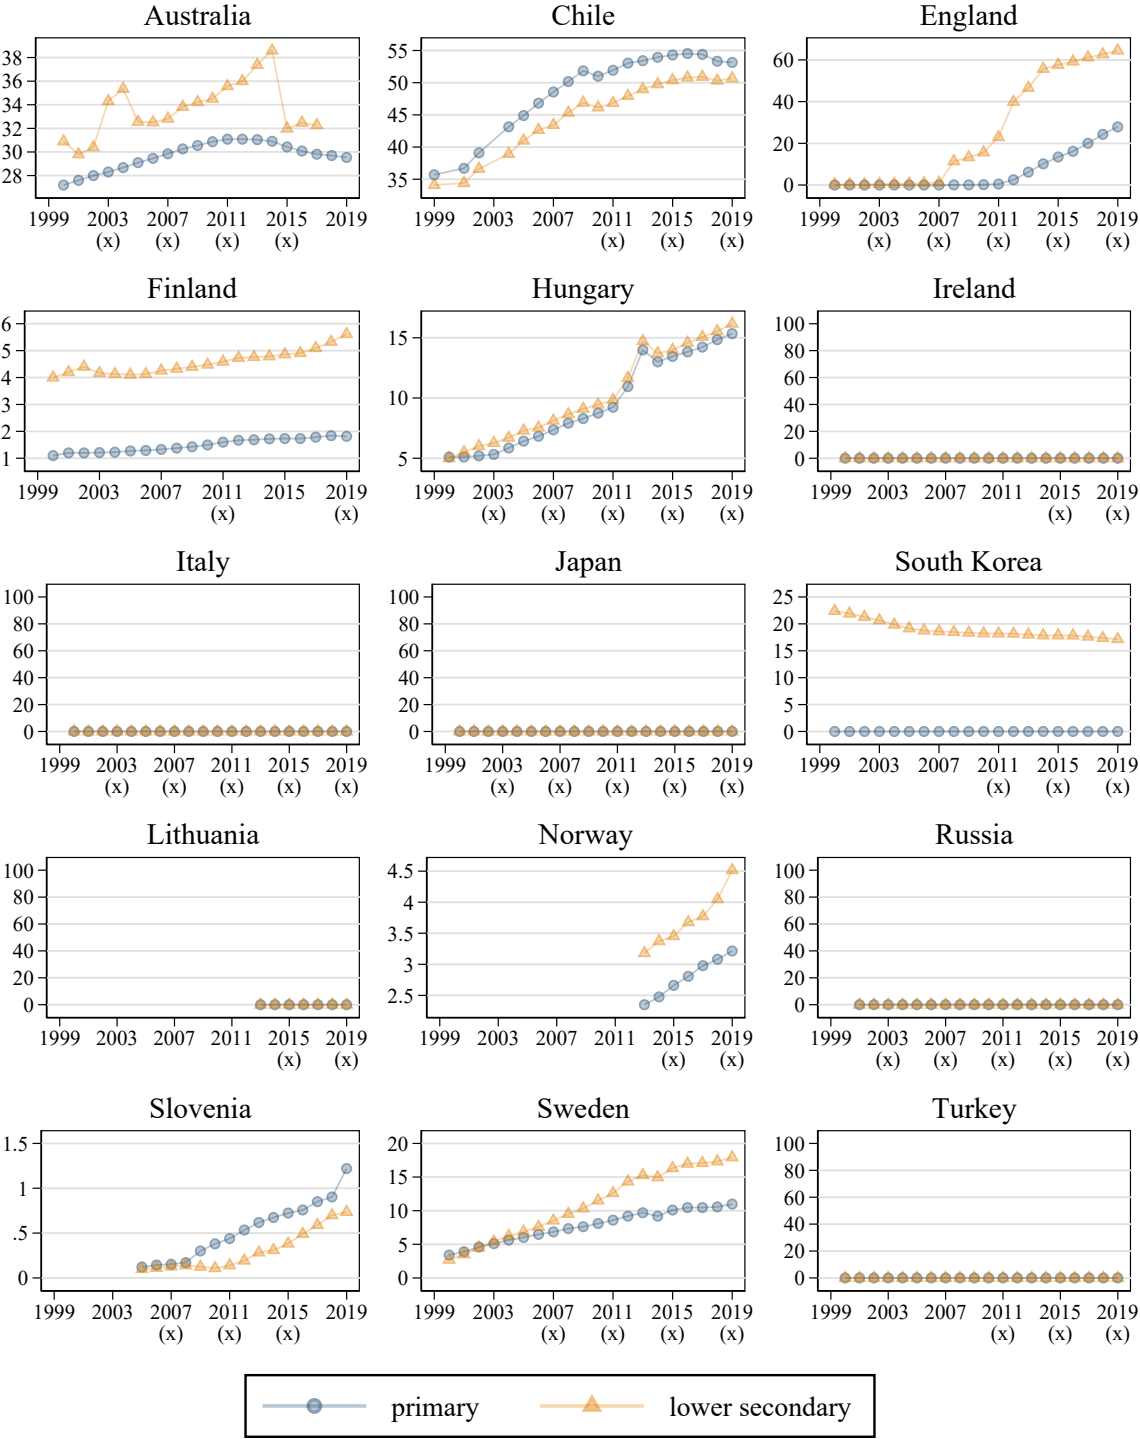 Australia Chile England
38
36
34
32
30
28
1999 2003 2007 2011 2015 2019
(x) (x) (x) (x)
55
50
45
40
35
1999 2003 2007 2011 2015 2019
(x) (x) (x)
60
40
20
0
1999 2003 2007 2011 2015 2019
(x) (x) (x) (x) (x)
Finland Hungary Ireland
6
5
4
3
2
1
1999 2003 2007 2011 2015 2019
(x) (x)
15
10
5
1999 2003 2007 2011 2015 2019
(x) (x) (x) (x) (x)
100
80
60
40
20
0
1999 2003 2007 2011 2015 2019
(x) (x)
Italy Japan South Korea
100
80
60
40
20
0
1999 2003 2007 2011 2015 2019
(x) (x) (x) (x) (x)
100
80
60
40
20
0
1999 2003 2007 2011 2015 2019
(x) (x) (x) (x) (x)
25
20
15
10
5
0
1999 2003 2007 2011 2015 2019
(x) (x) (x)
Lithuania Norway Russia
100
80
60
40
20
0
1999 2003 2007 2011 2015 2019
(x) (x)
4.5
4
3.5
3
2.5
1999 2003 2007 2011 2015 2019
(x) (x)
100
80
60
40
20
0
1999 2003 2007 2011 2015 2019
(x) (x) (x) (x) (x)
Slovenia Sweden Turkey
1.5
1
.5
0
1999 2003 2007 2011 2015 2019
(x) (x) (x)
20
15
10
5
0
1999 2003 2007 2011 2015 2019
(x) (x) (x) (x)
100
80
60
40
20
0
1999 2003 2007 2011 2015 2019
(x) (x) (x)
primary lower secondary